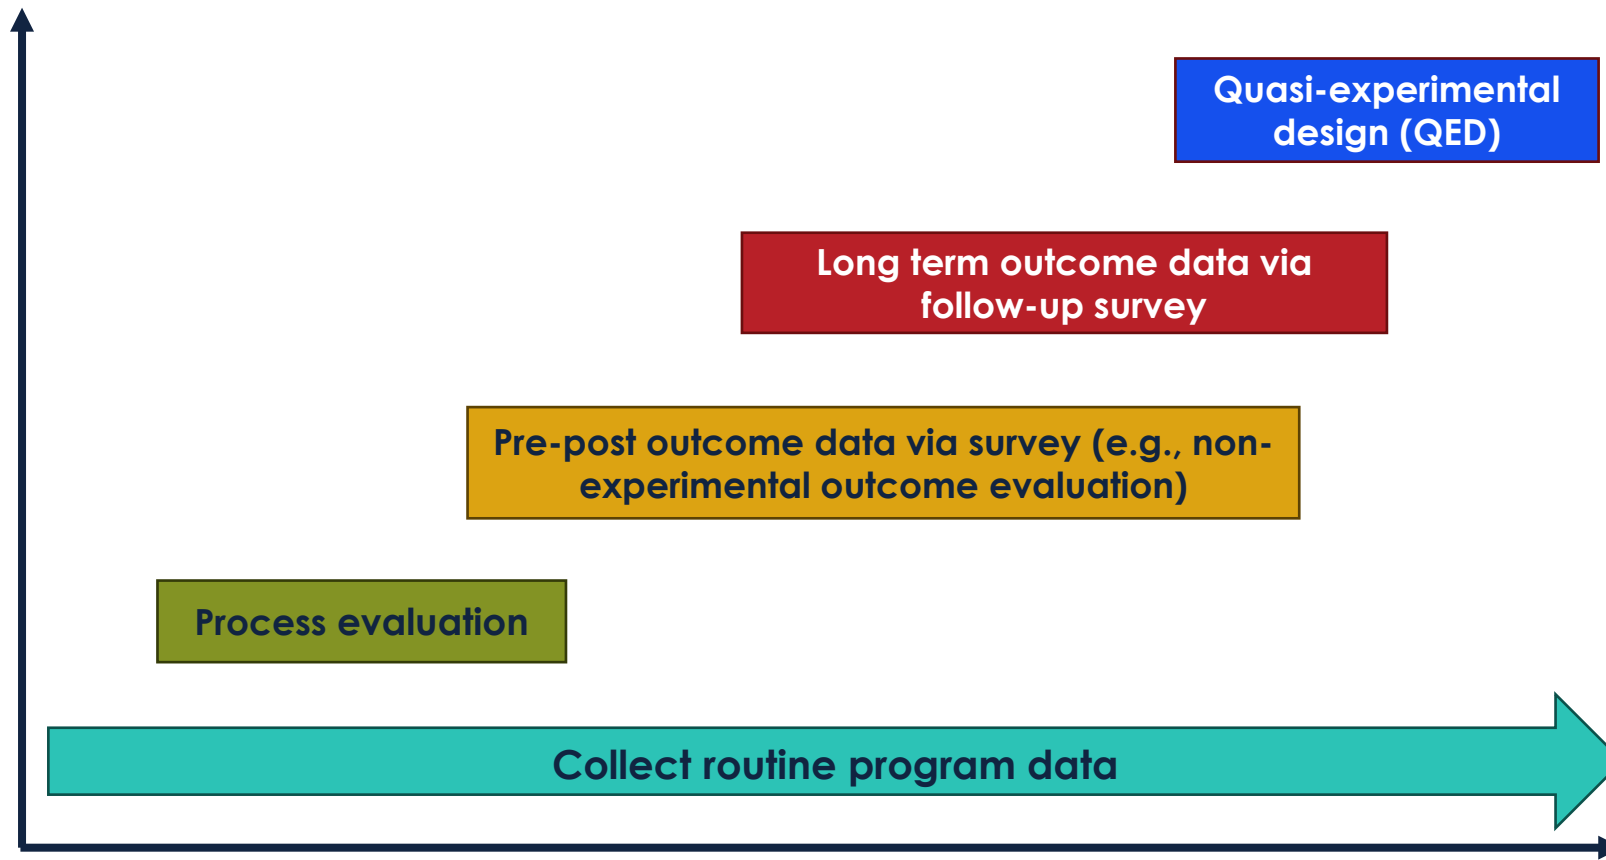 Quasi-experimental
design (QED)
Long term outcome data via
follow-up survey
Pre-post outcome data via survey (e.g., non-
experimental outcome evaluation)
Process evaluation
Collect routine program data